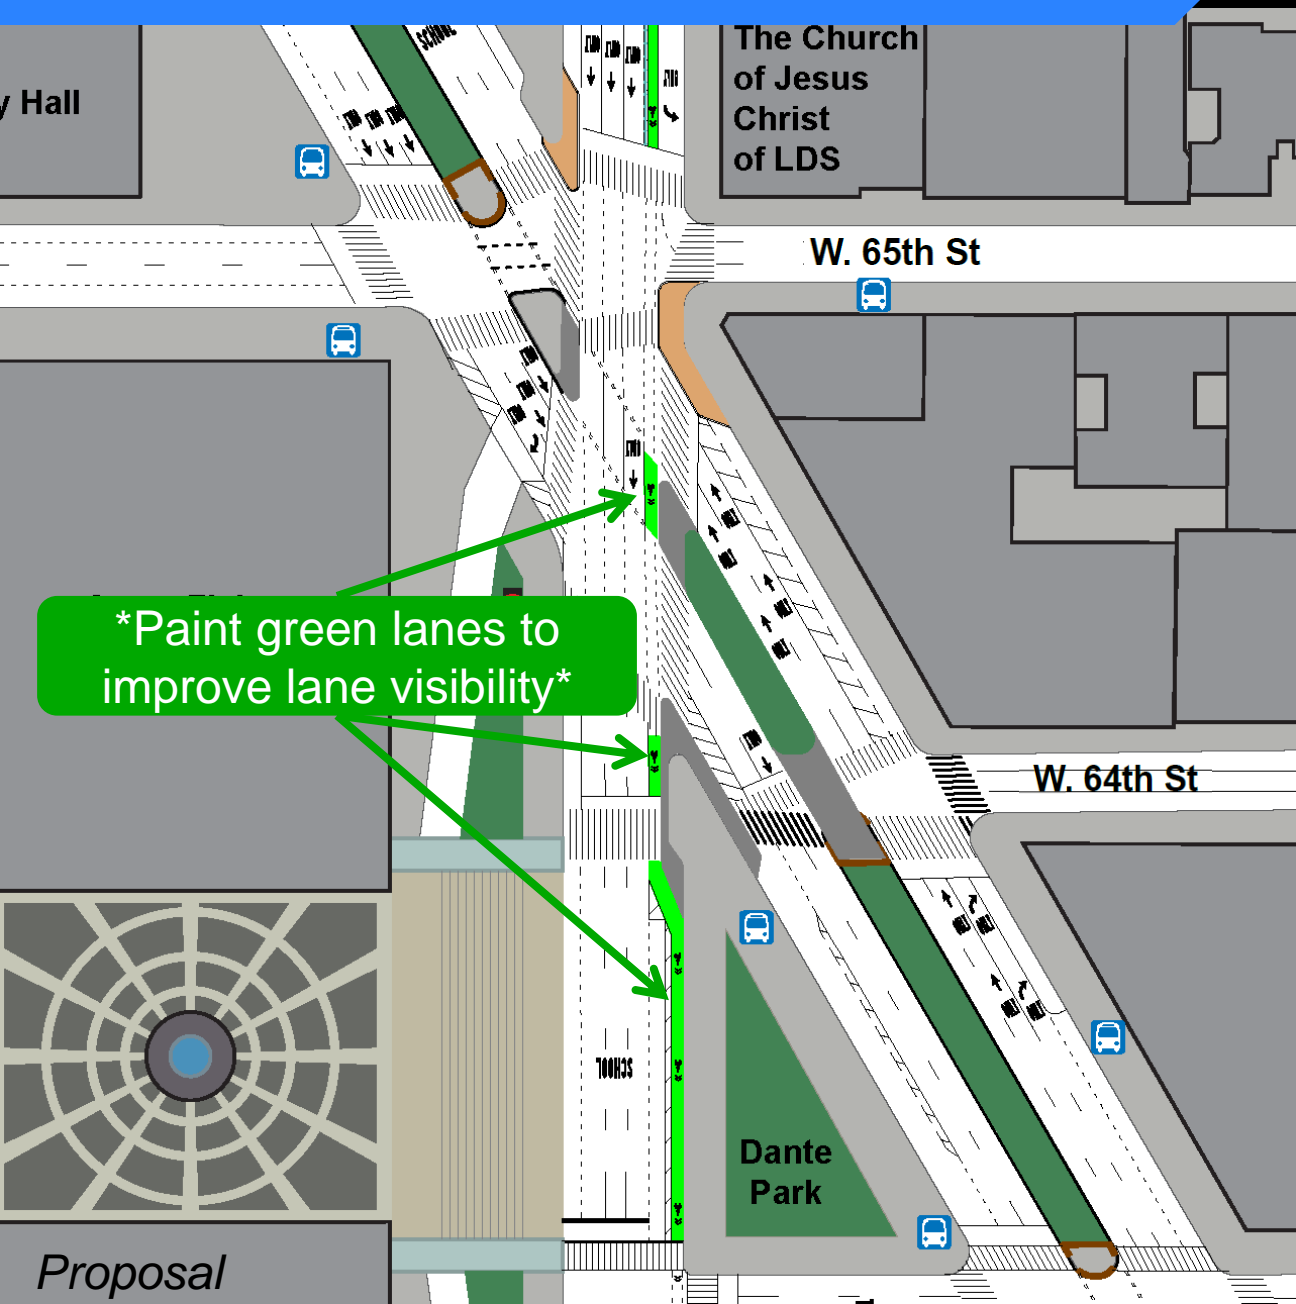 The Church
of Jesus
Christ
of LDS
y Hall
SCHOOL
W. 65th St
*Paint green lanes to
improve lane visibility*
W. 64th St
SCHOOL
Dante
Park
Proposal